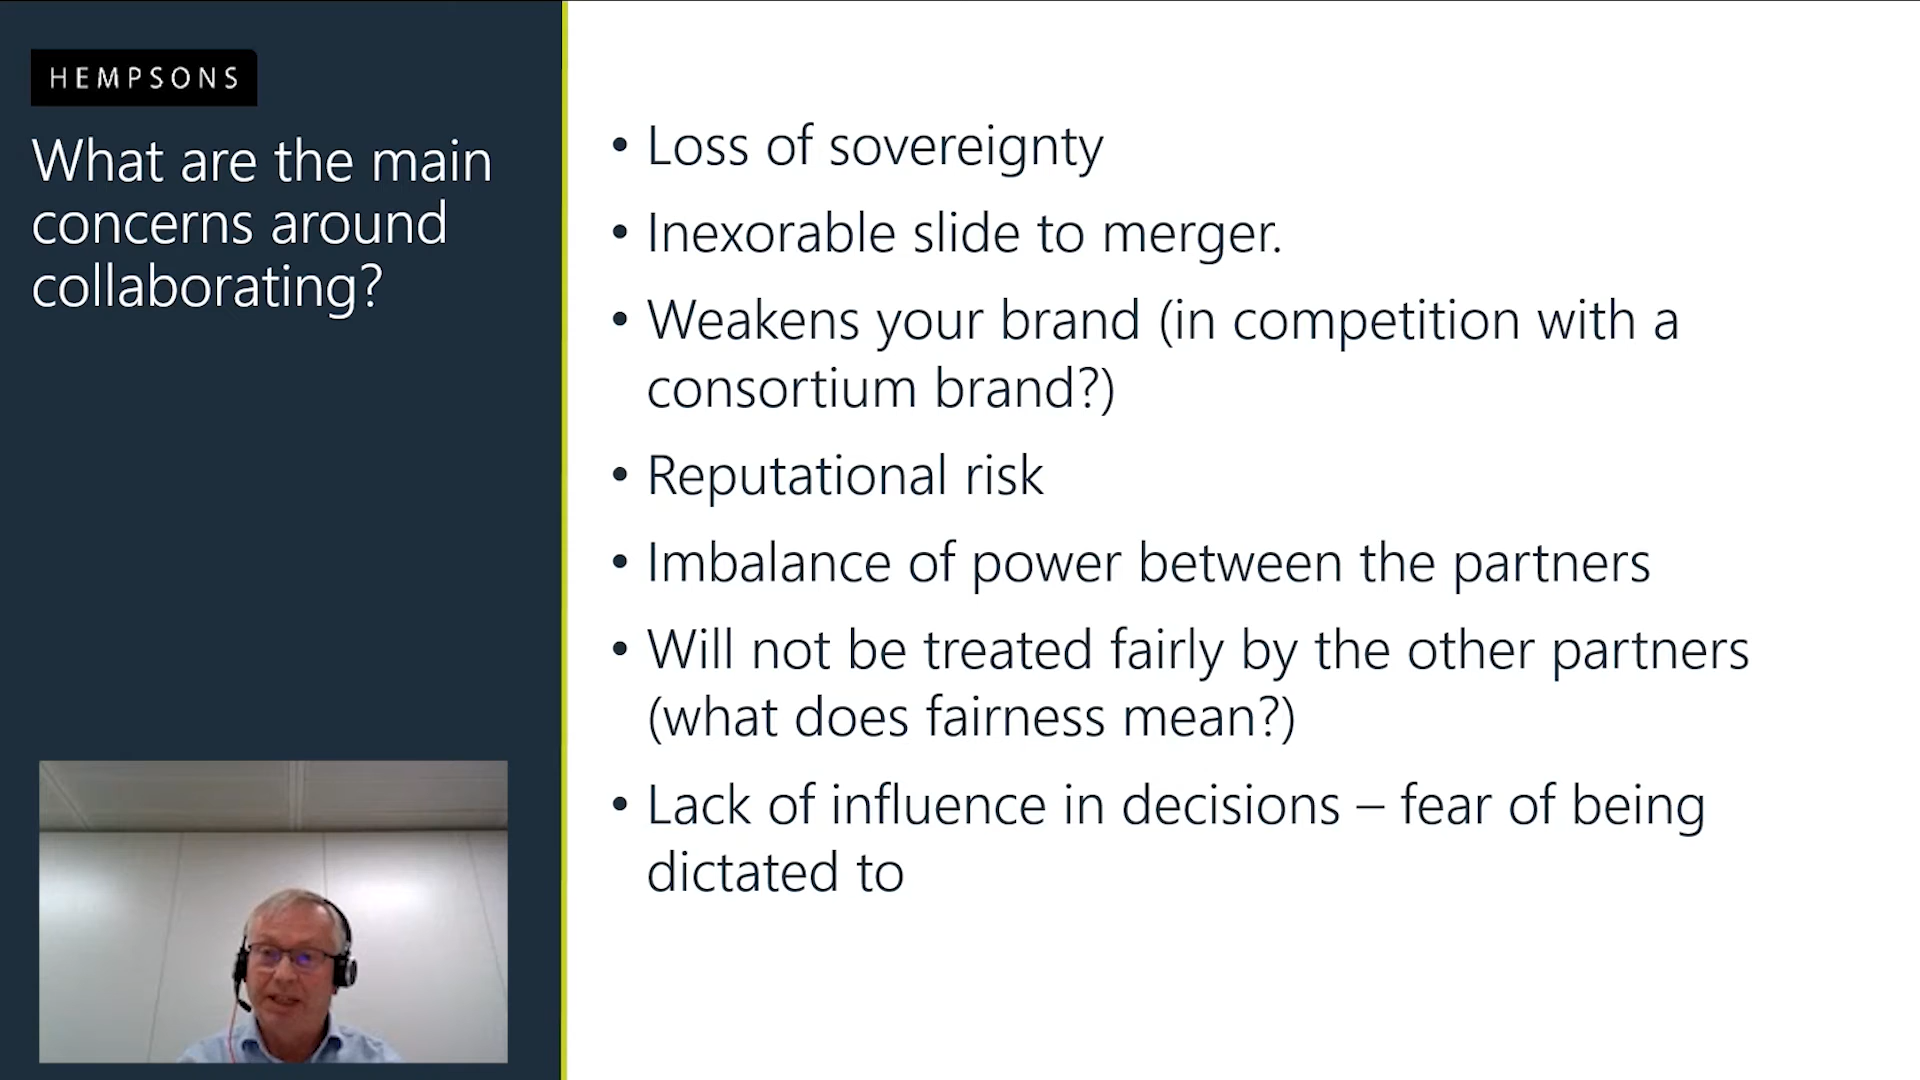 HEMPSONS
What are the main
concerns around
collaborating?
• Loss of sovereignty
• Inexorable slide to merger.
• Weakens your brand (in competition with a
consortium brand?)
• Reputational risk
• Imbalance of power between the partners
• Will not be treated fairly by the other partners
(what does fairness mean?)
• Lack of influence in decisions – fear of being
dictated to